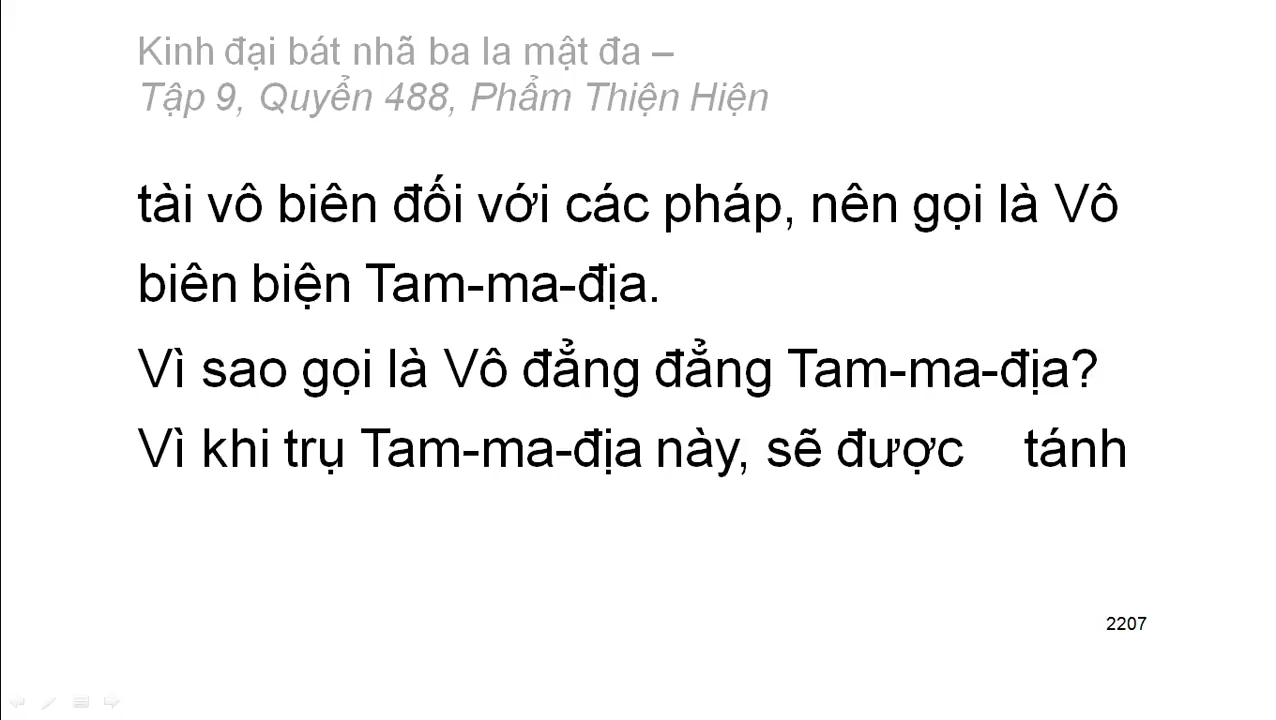 Kinh đại bát nhã ba la mật đa –
Tập 9, Quyển 488, Phẩm Thiện Hiện
tài vô biên đối với các pháp, nên gọi là Vô
biên biện Tam-ma-địa.
Vì sao gọi là Vô đẳng đẳng Tam-ma-địa?
Vì khi trụ Tam-ma-địa này, sẽ được tánh
2207